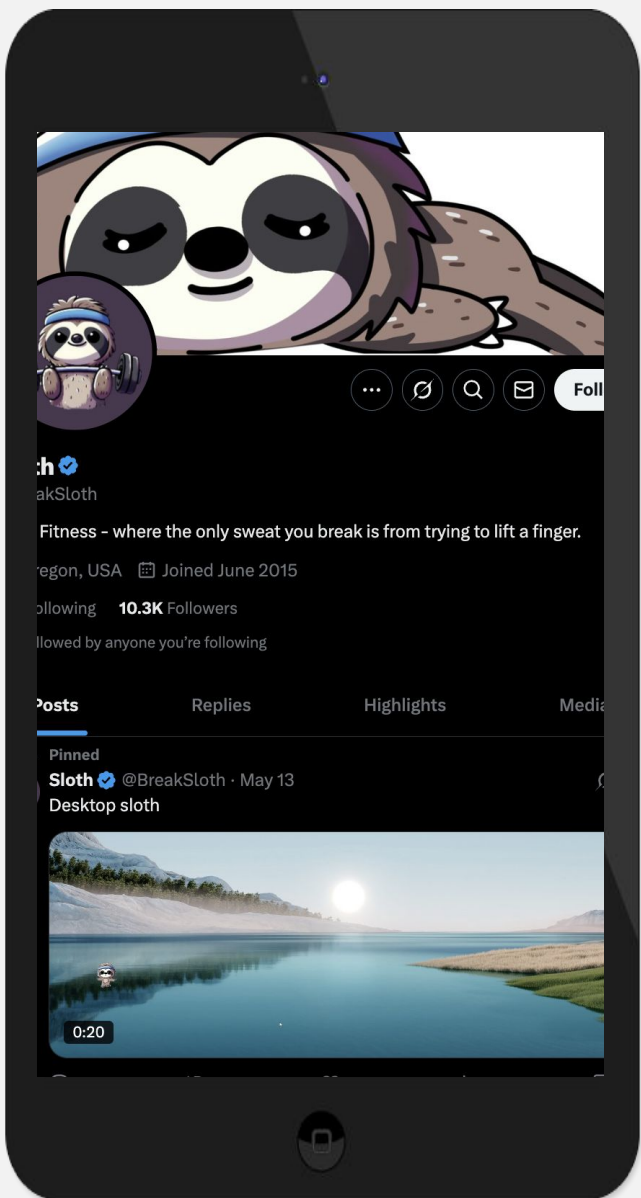 Foll
th
akSloth
Fitness - where the only sweat you break is from trying to lift a finger.
regon, USA Joined June 2015
ollowing 10.3K Followers
llowed by anyone you’re following
Posts Replies Highlights Media
Pinned
Sloth @BreakSloth · May 13
Desktop sloth
0:20